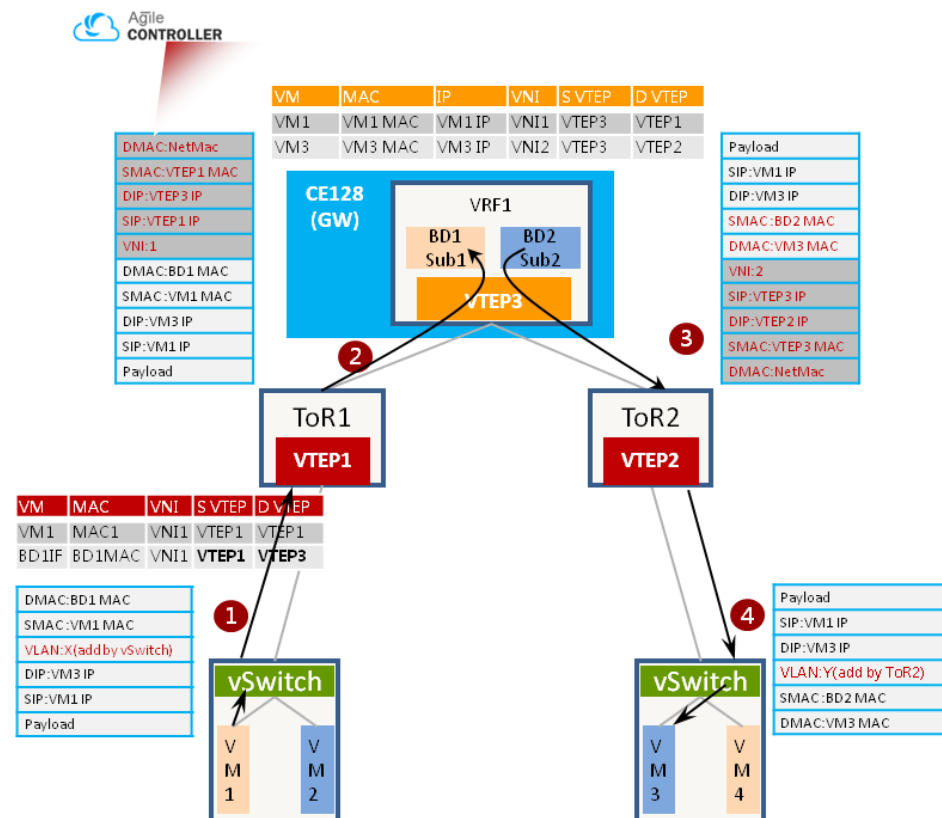 Agile
CONTROLLER
VM MAC IP VNI S VTEP D VTEP
VM1 VM1 MAC VM1 IP VNI1 VTEP3 VTEP1
VM3 VM3 MAC VM3 IP VNI2 VTEP3 VTEP2
DMAC:NetMac
SMAC:VTEP1 MAC
DIP:VTEP3 IP
SIP:VTEP1 IP
VNI:1
DMAC:BD1 MAC
SMAC:VM1 MAC
DIP:VM3 IP
SIP:VM1 IP
Payload
CE128
(GW)
VRF1
BD1
Sub1
BD2
Sub2
VTEP3
Payload
SIP:VM1 IP
DIP:VM3 IP
SMAC:BD2 MAC
DMAC:VM3 MAC
VNI:2
SIP:VTEP3 IP
DIP:VTEP2 IP
SMAC:VTEP3 MAC
DMAC:NetMac
2
3
ToR1
VTEP1
ToR2
VTEP2
VM MAC VNI S VTEP D VTEP
VM1 MAC1 VNI1 VTEP1 VTEP1
BD1IF BD1MAC VNI1 VTEP1 VTEP3
DMAC:BD1 MAC
SMAC:VM1 MAC
VLAN:X(add by vSwitch)
DIP:VM3 IP
SIP:VM1 IP
Payload
1
4
Payload
SIP:VM1 IP
DIP:VM3 IP
VLAN:Y(add by ToR2)
SMAC:BD2 MAC
DMAC:VM3 MAC
vSwitch
V
M
1
V
M
2
vSwitch
V
M
3
V
M
4